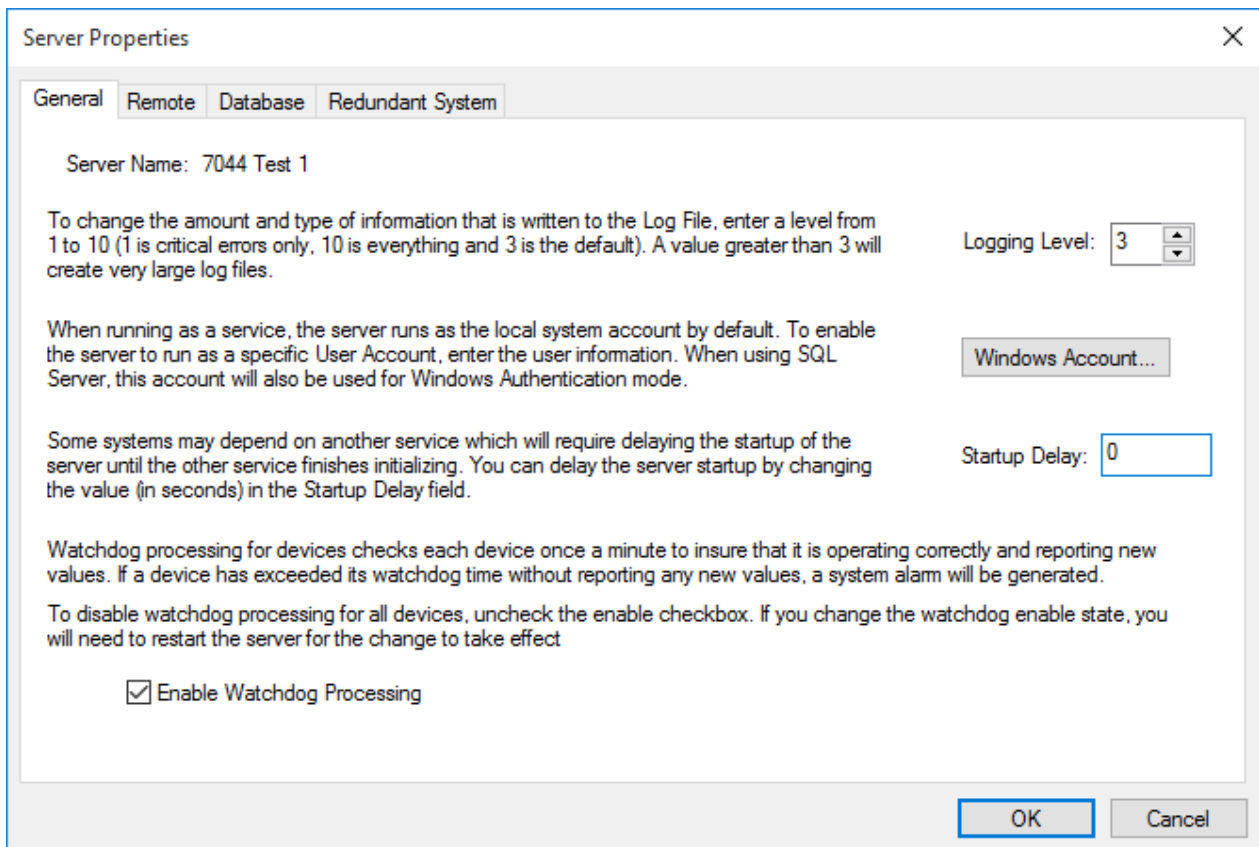 Server Properties
General Remote Database Redundant System
Server Name: 7044 Test 1
To change the amount and type of information that is written to the Log File, enter a level from
1 to 10 (1 is critical errors only, 10 is everything and 3 is the default). A value greater than 3 will
create very large log files.
Logging Level: 3
When running as a service, the server runs as the local system account by default. To enable
the server to run as a specific User Account, enter the user information. When using SQL
Server, this account will also be used for Windows Authentication mode.
Windows Account...
Some systems may depend on another service which will require delaying the startup of the
server until the other service finishes initializing. You can delay the server startup by changing
the value (in seconds) in the Startup Delay field.
Startup Delay: 0
Watchdog processing for devices checks each device once a minute to insure that it is operating correctly and reporting new
values. If a device has exceeded its watchdog time without reporting any new values, a system alarm will be generated.
To disable watchdog processing for all devices, uncheck the enable checkbox. If you change the watchdog enable state, you
will need to restart the server for the change to take effect
Enable Watchdog Processing
OK Cancel